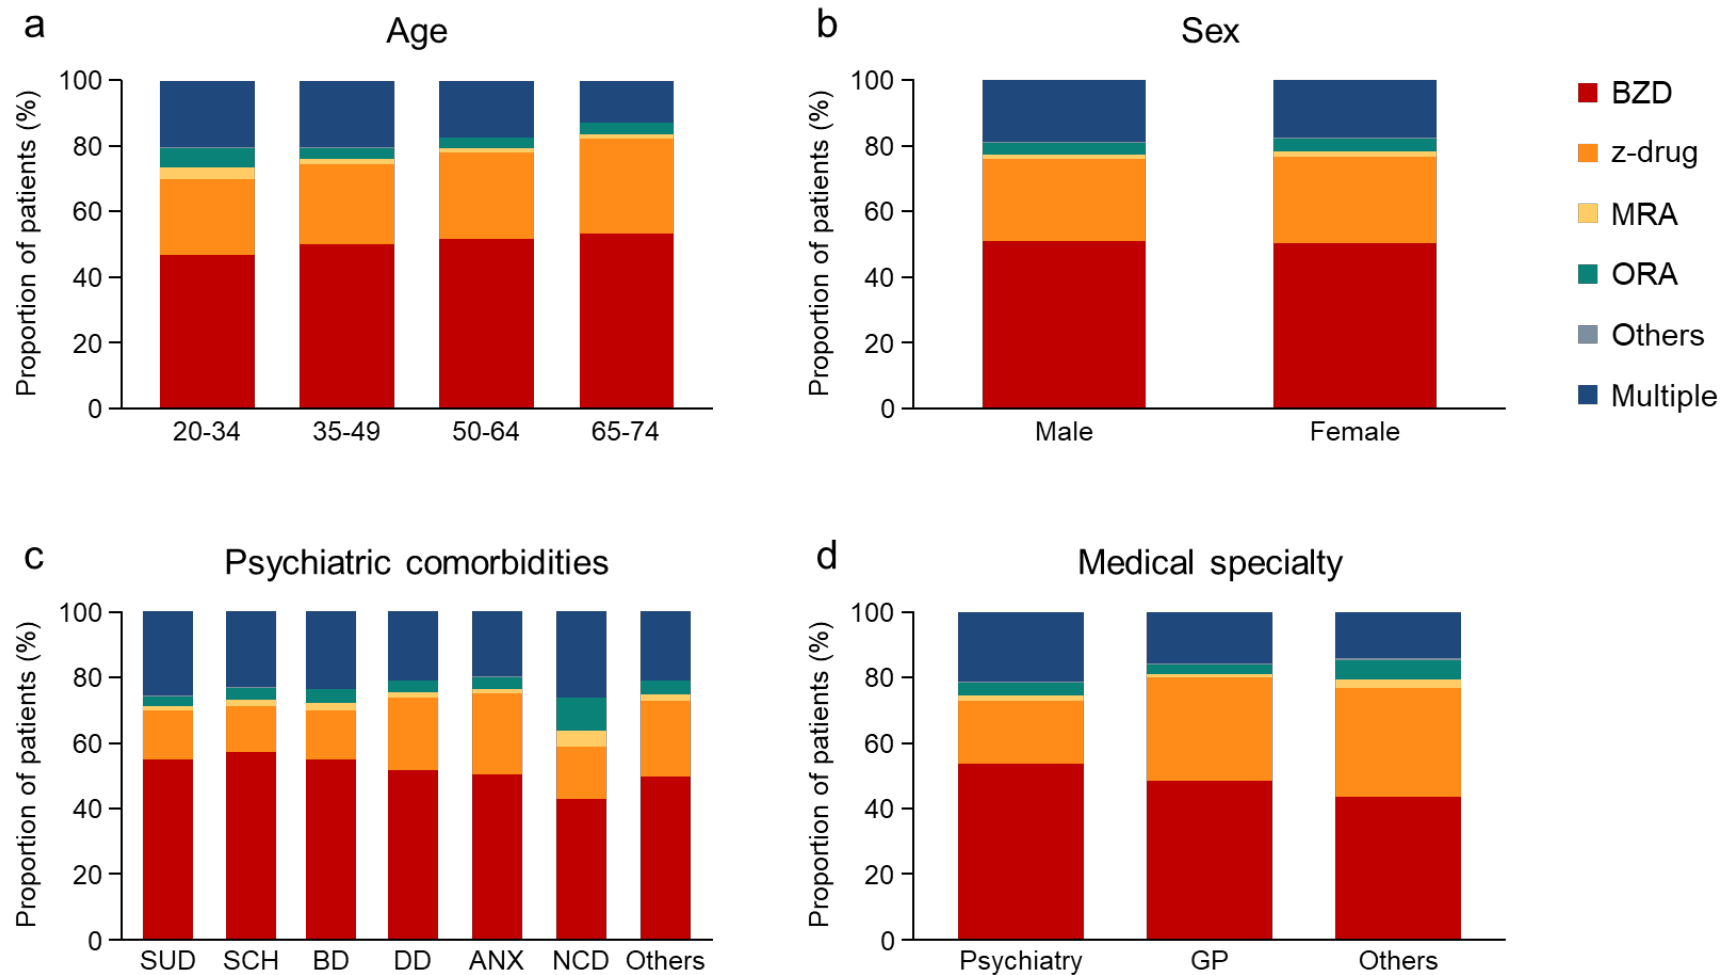 a
Age
Proportion of patients (%)
100
80
60
40
20
0
20-34
35-49
50-64
65-74
b
Sex
Proportion of patients (%)
100
80
60
40
20
0
Male
Female
BZD
z-drug
MRA
ORA
Others
Multiple
c
Psychiatric comorbidities
Proportion of patients (%)
100
80
60
40
20
0
SUD
SCH
BD
DD
ANX
NCD
Others
d
Medical specialty
Proportion of patients (%)
100
80
60
40
20
0
Psychiatry
GP
Others